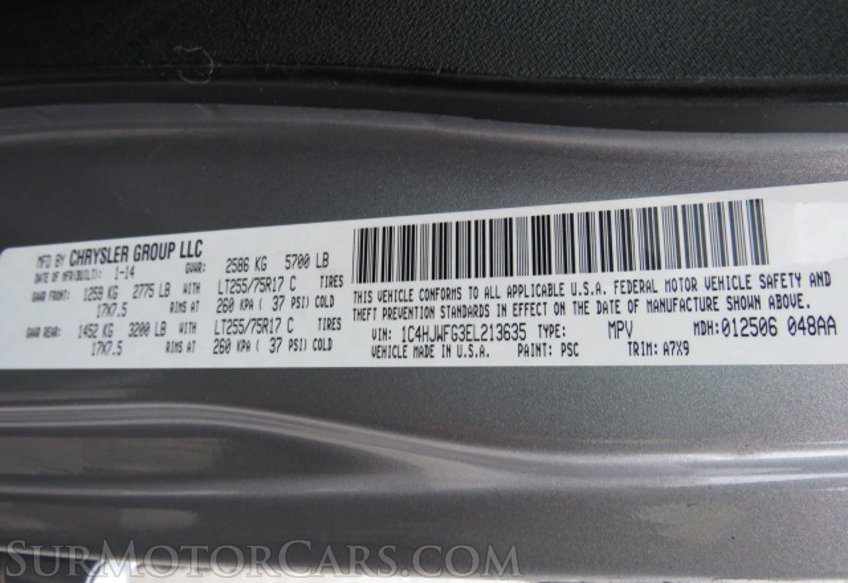 MFD BY CHRYSLER GROUP LLC
DATE OF MFR(BUILT): 1-14 GVWR: 2586 KG 5700 LB
GAWR FRONT: 1259 KG 2775 LB WITH LT255/75R17 C TIRES
17X7.5 RIMS AT 260 KPA ( 37 PSI) COLD
GAWR REAR: 1452 KG 3200 LB WITH LT255/75R17 C TIRES
17X7.5 RIMS AT 260 KPA ( 37 PSI) COLD
THIS VEHICLE CONFORMS TO ALL APPLICABLE U.S.A. FEDERAL MOTOR VEHICLE SAFETY AND
THEFT PREVENTION STANDARDS IN EFFECT ON THE DATE OF MANUFACTURE SHOWN ABOVE.
VIN: 1C4HJWFG3EL213635 TYPE: MPV MDH:012506 048AA
VEHICLE MADE IN U.S.A. PAINT: PSC TRIM: A7X9
SURMOTORCARS.COM